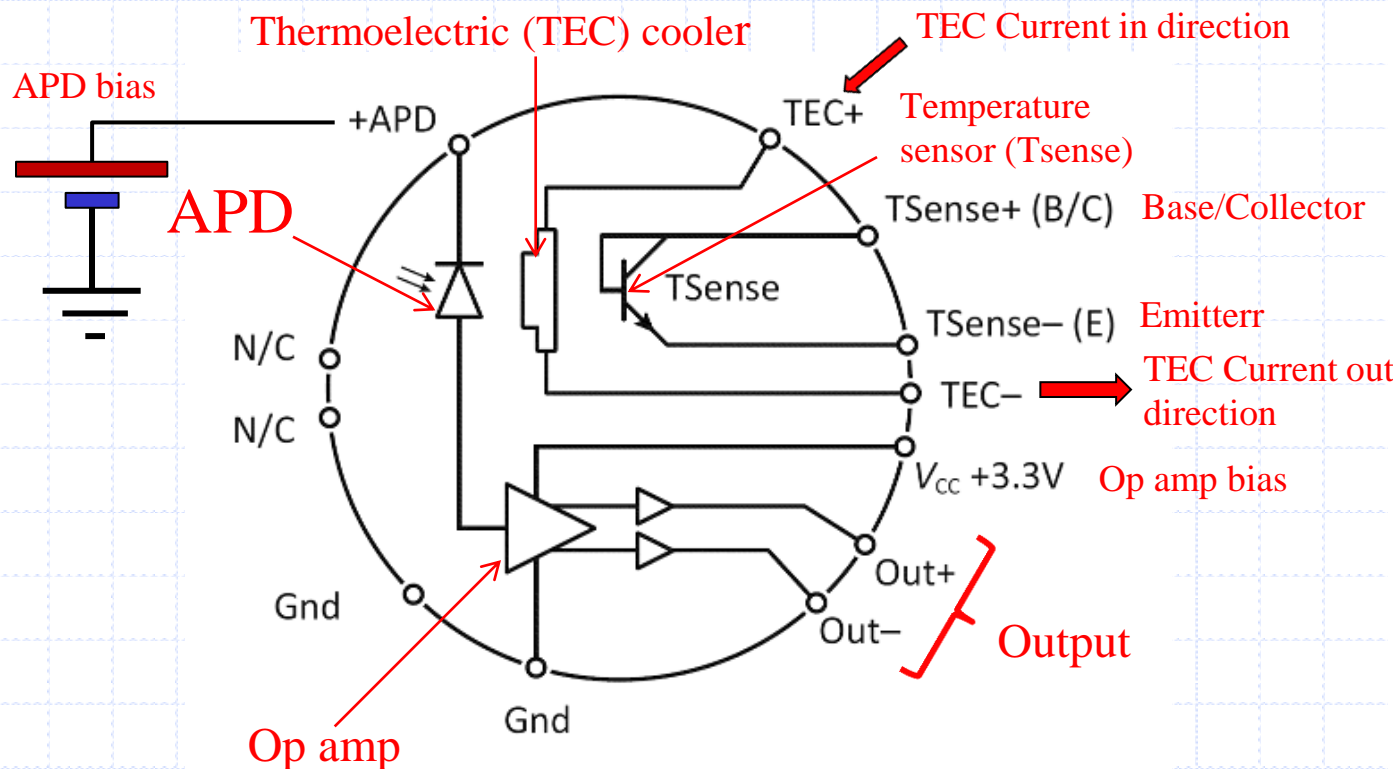 Thermoelectric (TEC) cooler
TEC Current in direction
APD bias
+APD
TEC+
Temperature
sensor (Tsense)
APD
TSense+ (B/C)
Base/Collector
TSense
TSense– (E)
Emitterr
N/C
TEC–
TEC Current out
direction
N/C
VCC +3.3V
Op amp bias
Out+
Gnd
Out–
Output
Gnd
Op amp